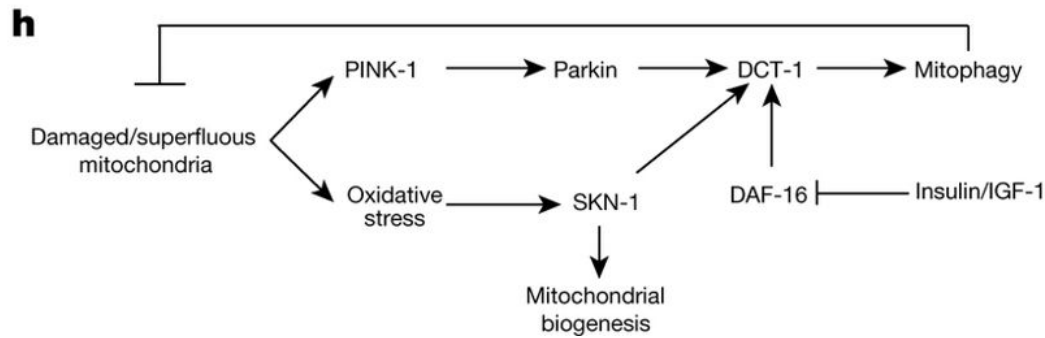 h
PINK-1
Parkin
DCT-1
Mitophagy
Damaged/superfluous
mitochondria
Oxidative
stress
SKN-1
DAF-16
Insulin/IGF-1
Mitochondrial
biogenesis